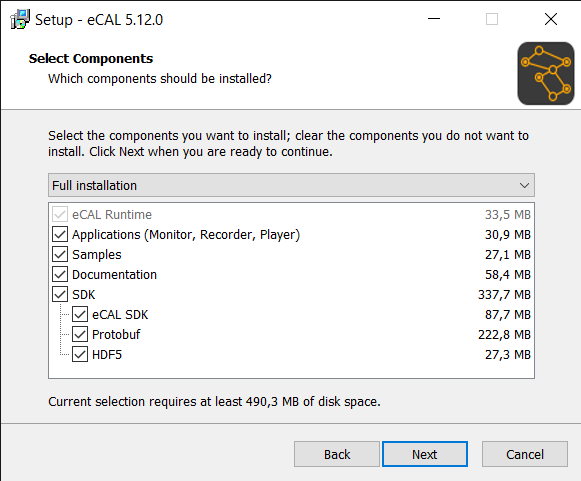 Setup - eCAL 5.12.0
Select Components
Which components should be installed?
Select the components you want to install; clear the components you do not want to
install. Click Next when you are ready to continue.
Full installation
eCAL Runtime 33,5 MB
Applications (Monitor, Recorder, Player) 30,9 MB
Samples 27,1 MB
Documentation 58,4 MB
SDK 337,7 MB
eCAL SDK 87,7 MB
Protobuf 222,8 MB
HDF5 27,3 MB
Current selection requires at least 490,3 MB of disk space.
Back Next Cancel